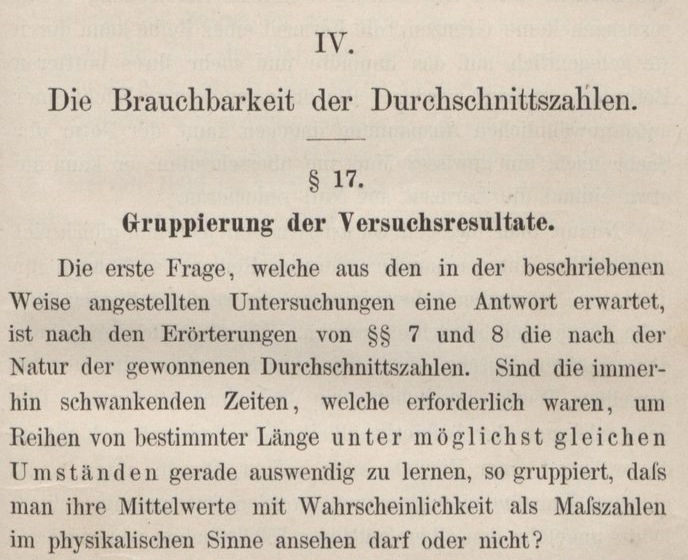 IV.
Die Brauchbarkeit der Durchschnittszahlen.
§ 17.
Gruppierung der Versuchsresultate.
Die erste Frage, welche aus den in der beschriebenen
Weise angestellten Untersuchungen eine Antwort erwartet,
ist nach den Erörterungen von §§ 7 und 8 die nach der
Natur der gewonnenen Durchschnittszahlen. Sind die immer-
hin schwankenden Zeiten, welche erforderlich waren, um
Reihen von bestimmter Länge unter möglichst gleichen
Umständen gerade auswendig zu lernen, so gruppiert, daſs
man ihre Mittelwerte mit Wahrscheinlichkeit als Maſszahlen
im physikalischen Sinne ansehen darf oder nicht?